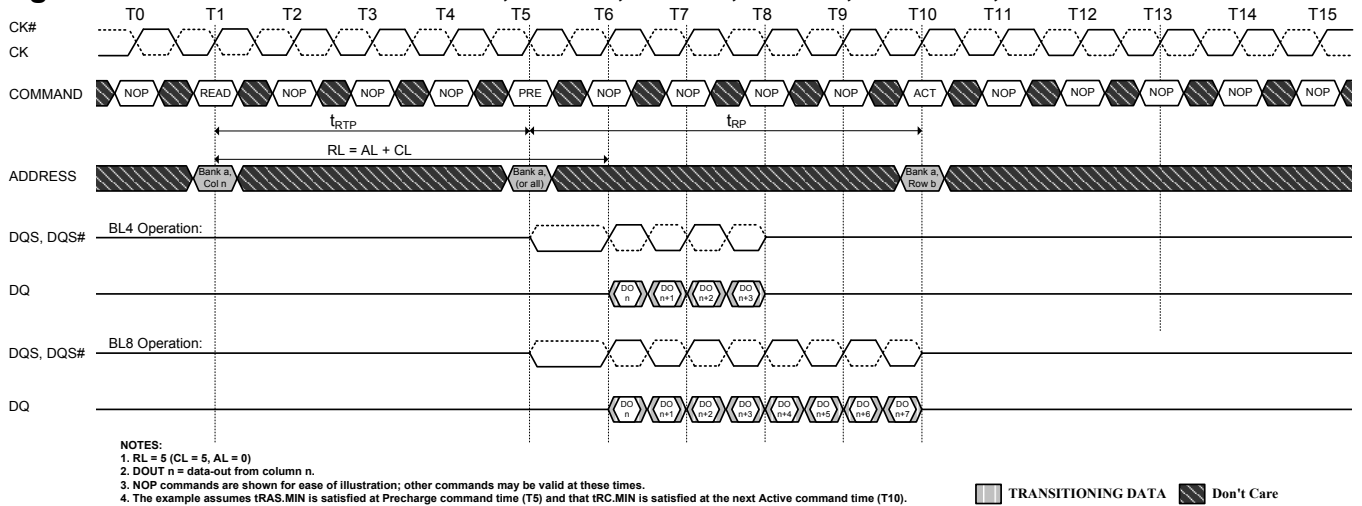 T0 T1 T2 T3 T4 T5 T6 T7 T8 T9 T10 T11 T12 T13 T14 T15
CK#
CK
COMMAND NOP READ NOP NOP NOP PRE NOP NOP NOP NOP ACT NOP NOP NOP NOP NOP
tRTP tRP
RL = AL + CL
ADDRESS Bank a, Col n Bank a, (or all) Bank a, Row b
BL4 Operation:
DQS, DQS#
DQ DO n DO n+1 DO n+2 DO n+3
BL8 Operation:
DQS, DQS#
DQ DO n DO n+1 DO n+2 DO n+3 DO n+4 DO n+5 DO n+6 DO n+7
NOTES:
1. RL = 5 (CL = 5, AL = 0)
2. DOUT n = data-out from column n.
3. NOP commands are shown for ease of illustration; other commands may be valid at these times.
4. The example assumes tRAS.MIN is satisfied at Precharge command time (T5) and that tRC.MIN is satisfied at the next Active command time (T10).
TRANSITIONING DATA Don't Care